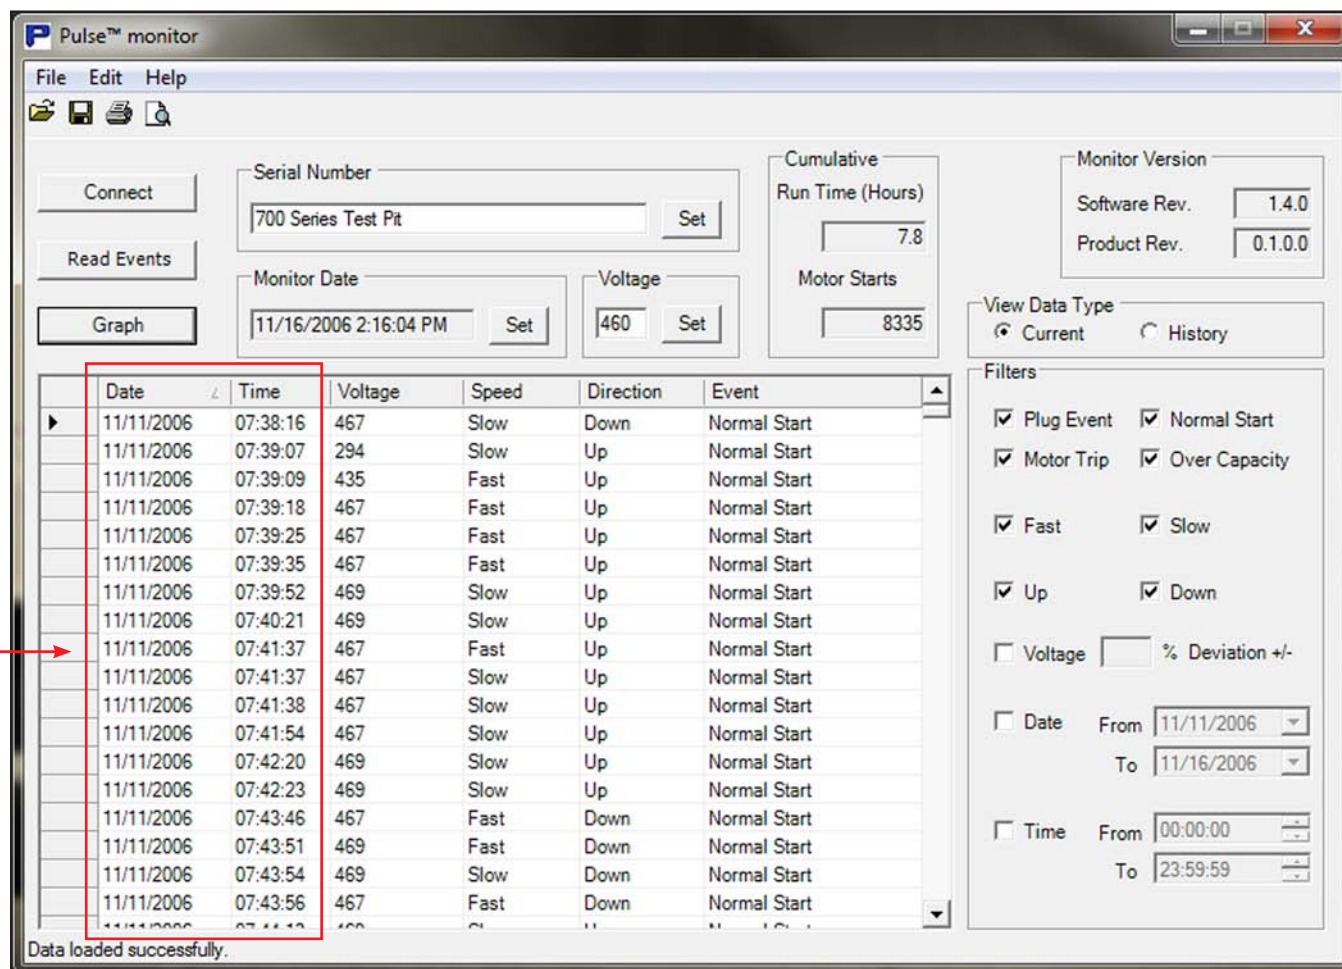 Pulse™ monitor
File Edit Help
Connect
Read Events
Graph
Serial Number
700 Series Test Pit Set
Monitor Date
11/16/2006 2:16:04 PM Set
Voltage
460 Set
Cumulative
Run Time (Hours)
7.8
Motor Starts
8335
Monitor Version
Software Rev. 1.4.0
Product Rev. 0.1.0.0
View Data Type
Current History
Date Time Voltage Speed Direction Event
11/11/2006 07:38:16 467 Slow Down Normal Start
11/11/2006 07:39:07 294 Slow Up Normal Start
11/11/2006 07:39:09 435 Fast Up Normal Start
11/11/2006 07:39:18 467 Fast Up Normal Start
11/11/2006 07:39:25 467 Fast Up Normal Start
11/11/2006 07:39:35 467 Fast Up Normal Start
11/11/2006 07:39:52 469 Slow Up Normal Start
11/11/2006 07:40:21 469 Slow Up Normal Start
11/11/2006 07:41:37 467 Fast Up Normal Start
11/11/2006 07:41:37 467 Slow Up Normal Start
11/11/2006 07:41:38 467 Slow Up Normal Start
11/11/2006 07:41:54 467 Slow Up Normal Start
11/11/2006 07:42:20 469 Slow Up Normal Start
11/11/2006 07:42:23 469 Slow Up Normal Start
11/11/2006 07:43:46 467 Fast Down Normal Start
11/11/2006 07:43:51 469 Fast Down Normal Start
11/11/2006 07:43:54 469 Slow Down Normal Start
11/11/2006 07:43:56 467 Fast Down Normal Start
Filters
Plug Event Normal Start
Motor Trip Over Capacity
Fast Slow
Up Down
Voltage % Deviation +/-
Date From 11/11/2006
To 11/16/2006
Time From 00:00:00
To 23:59:59
Data loaded successfully.